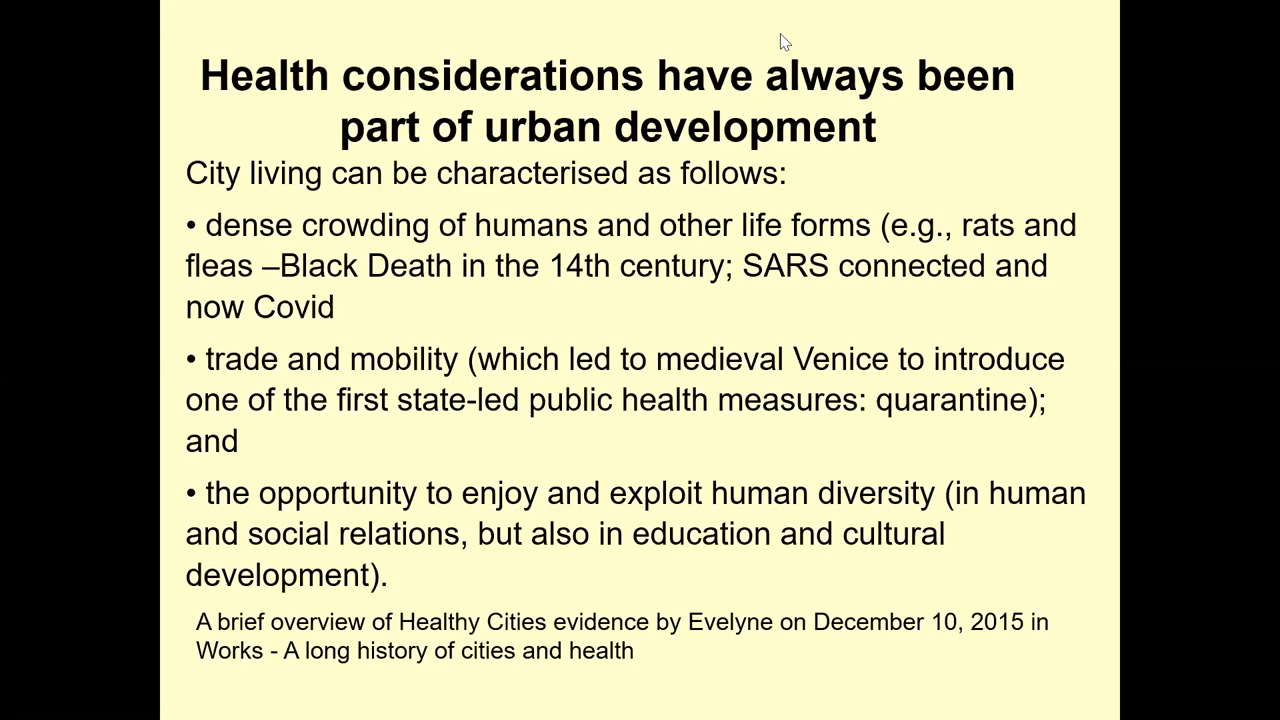 Health considerations have always been
part of urban development
City living can be characterised as follows:
• dense crowding of humans and other life forms (e.g., rats and
fleas –Black Death in the 14th century; SARS connected and
now Covid
• trade and mobility (which led to medieval Venice to introduce
one of the first state-led public health measures: quarantine);
and
• the opportunity to enjoy and exploit human diversity (in human
and social relations, but also in education and cultural
development).
A brief overview of Healthy Cities evidence by Evelyne on December 10, 2015 in
Works - A long history of cities and health